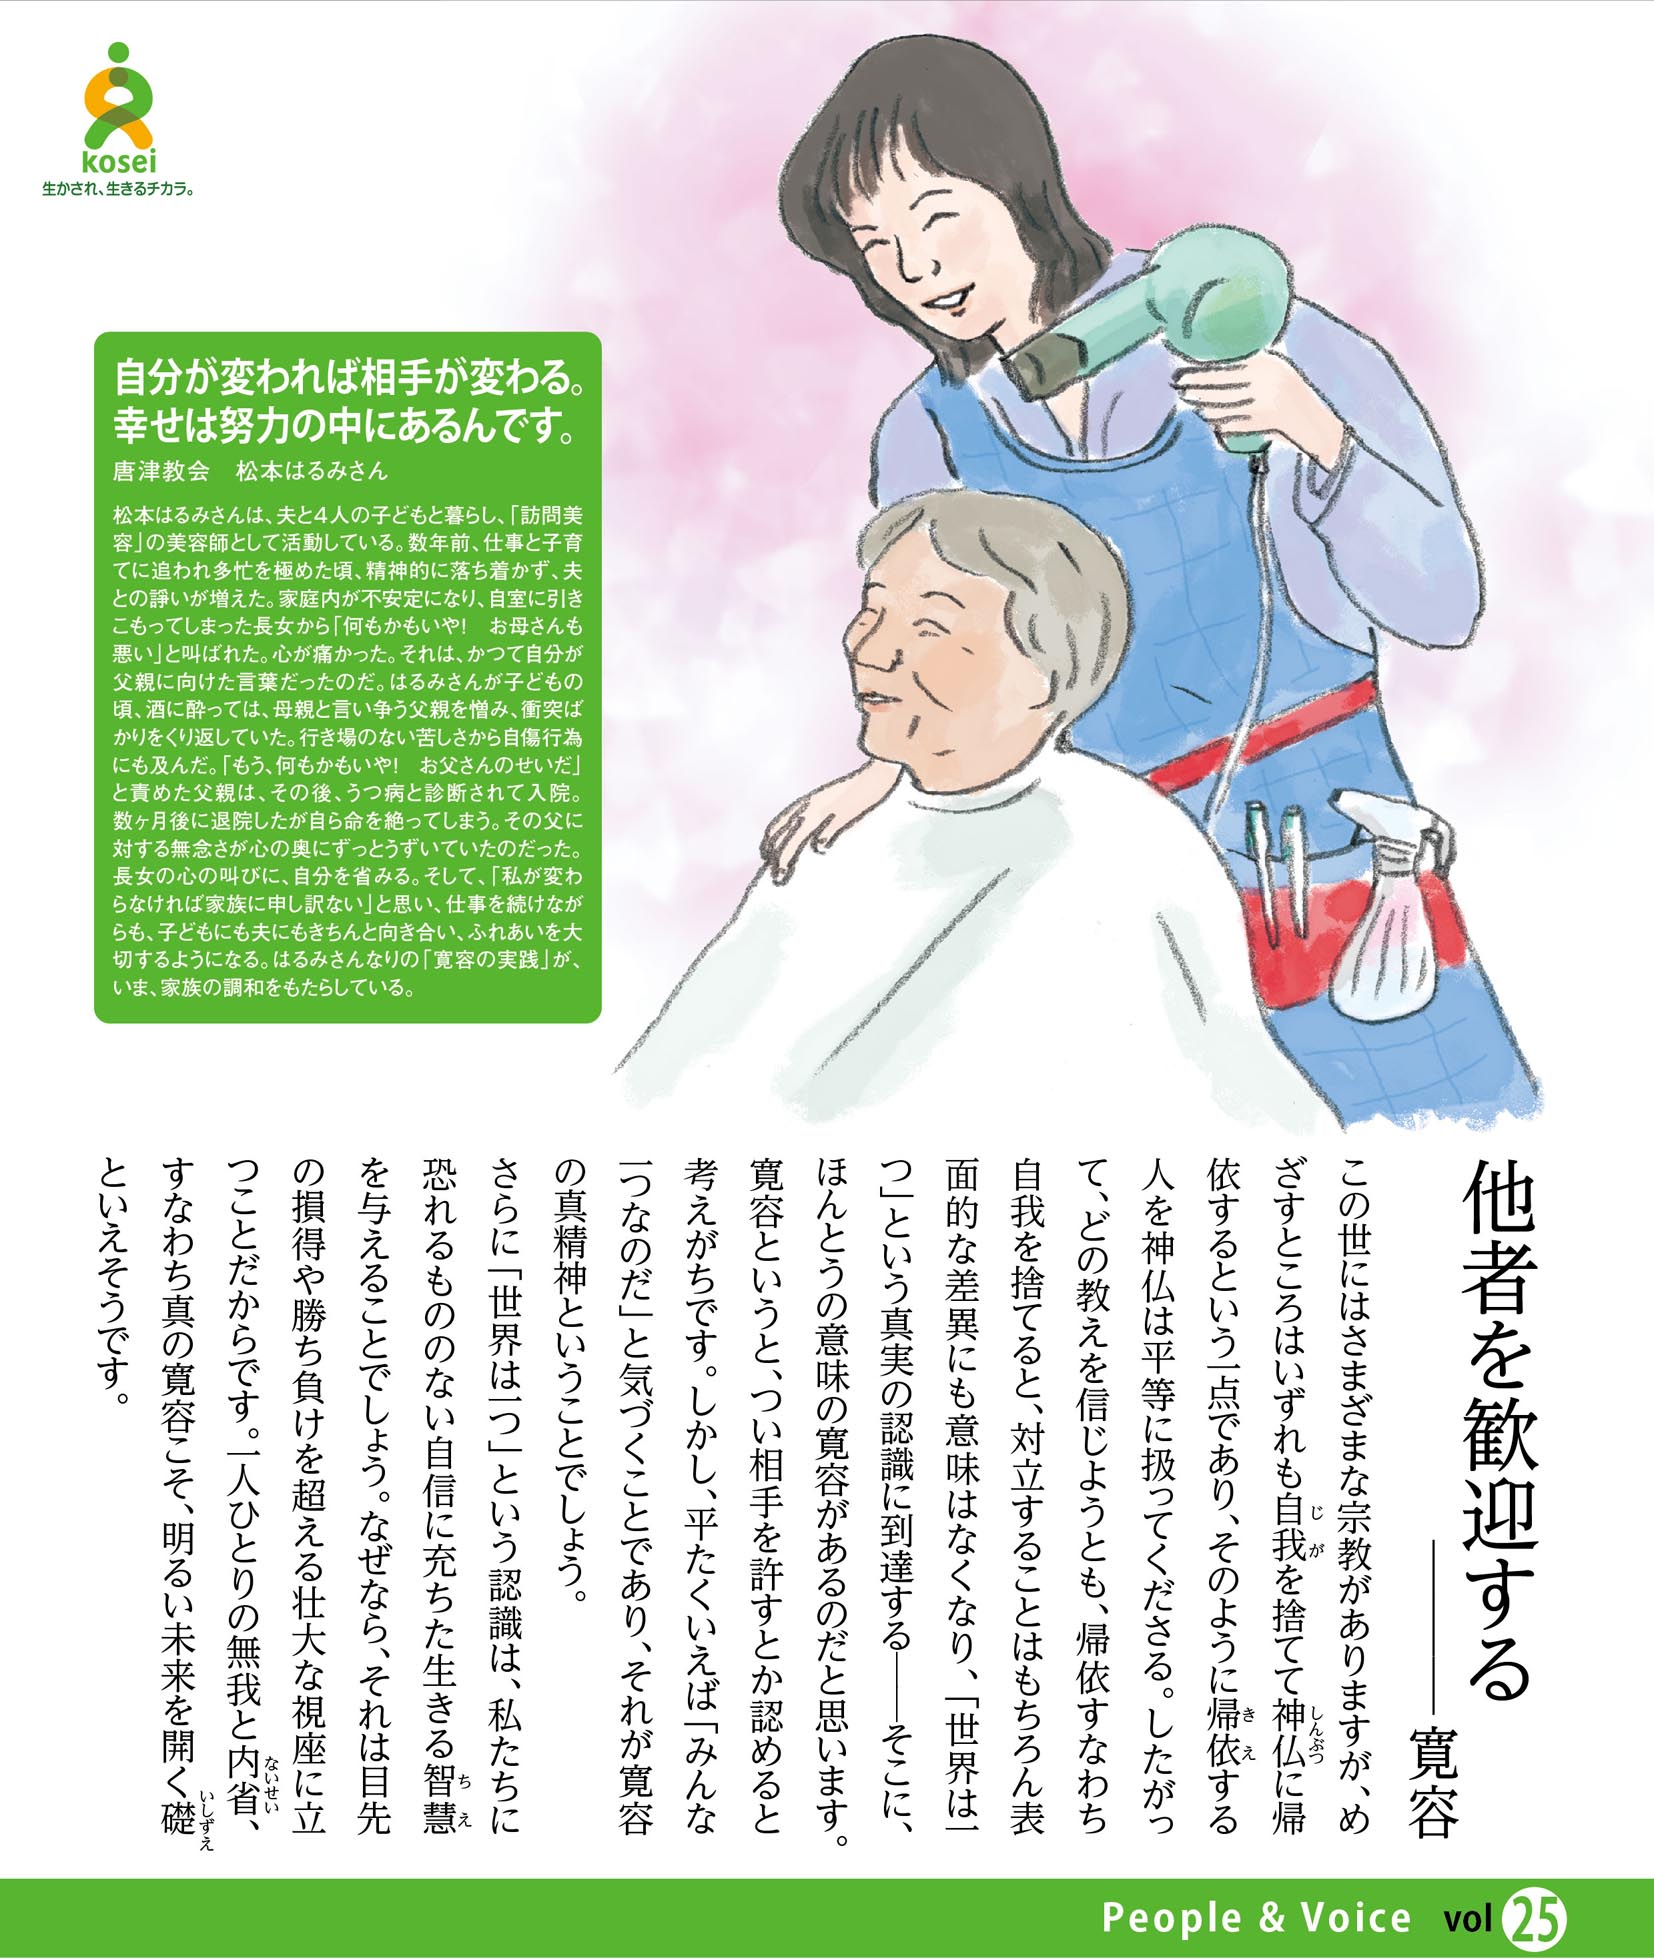 kosei
生かされ、生きるチカラ。
自分が変われば相手が変わる。
幸せは努力の中にあるんです。
唐津教会　松本はるみさん
松本はるみさんは、夫と4人の子どもと暮らし、「訪問美
容」の美容師として活動している。数年前、仕事と子育
てに追われ多忙を極めた頃、精神的に落ち着かず、夫
との諍いが増えた。家庭内が不安定になり、自室に引き
こもってしまった長女から「何もかもいや!　お母さんも
悪い」と叫ばれた。心が痛かった。それは、かつて自分が
父親に向けた言葉だったのだ。はるみさんが子どもの
頃、酒に酔っては、母親と言い争う父親を憎み、衝突ば
かりをくり返していた。行き場のない苦しさから自傷行為
にも及んだ。「もう、何もかもいや!　お父さんのせいだ」
と責めた父親は、その後、うつ病と診断されて入院。
数ヶ月後に退院したが自ら命を絶ってしまう。その父に
対する無念さが心の奥にずっとうずいていたのだった。
長女の心の叫びに、自分を省みる。そして、「私が変わ
らなければ家族に申し訳ない」と思い、仕事を続けなが
らも、子どもにも夫にもきちんと向き合い、ふれあいを大
切するようになる。はるみさんなりの「寛容の実践」が、
いま、家族の調和をもたらしている。
他者を歓迎する
――寛容
この世にはさまざまな宗教がありますが、め
ざすところはいずれも自我を捨てて神仏に帰
依するという一点であり、そのように帰依する
人を神仏は平等に扱ってくださる。したがっ
て、どの教えを信じようとも、帰依すなわち
自我を捨てると、対立することはもちろん表
面的な差異にも意味はなくなり、「世界は一
つ」という真実の認識に到達する――そこに、
ほんとうの意味の寛容があるのだと思います。
寛容というと、つい相手を許すとか認めると
考えがちです。しかし、平たくいえば「みんな
一つなのだ」と気づくことであり、それが寛容
の真精神ということでしょう。
さらに「世界は一つ」という認識は、私たちに
恐れるもののない自信に充ちた生きる智慧
を与えることでしょう。なぜなら、それは目先
の損得や勝ち負けを超える壮大な視座に立
つことだからです。一人ひとりの無我と内省、
すなわち真の寛容こそ、明るい未来を開く礎
といえそうです。
じが
しんぶつ
きえ
ちえ
ないせい
いしずえ
People & Voice vol 25